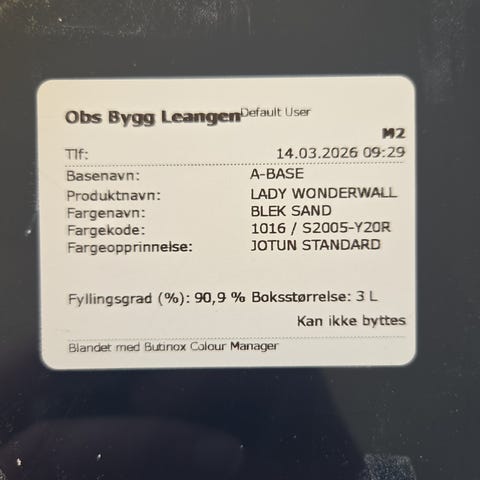 Obs Bygg Leangen Default User
M2
Tlf: 14.03.2026 09:29
Basenavn: A-BASE
Produktnavn: LADY WONDERWALL
Fargenavn: BLEK SAND
Fargekode: 1016 / S2005-Y20R
Fargeopprinnelse: JOTUN STANDARD
Fyllingsgrad (%): 90,9 % Boksstørrelse: 3 L
Kan ikke byttes
Blandet med Butinox Colour Manager